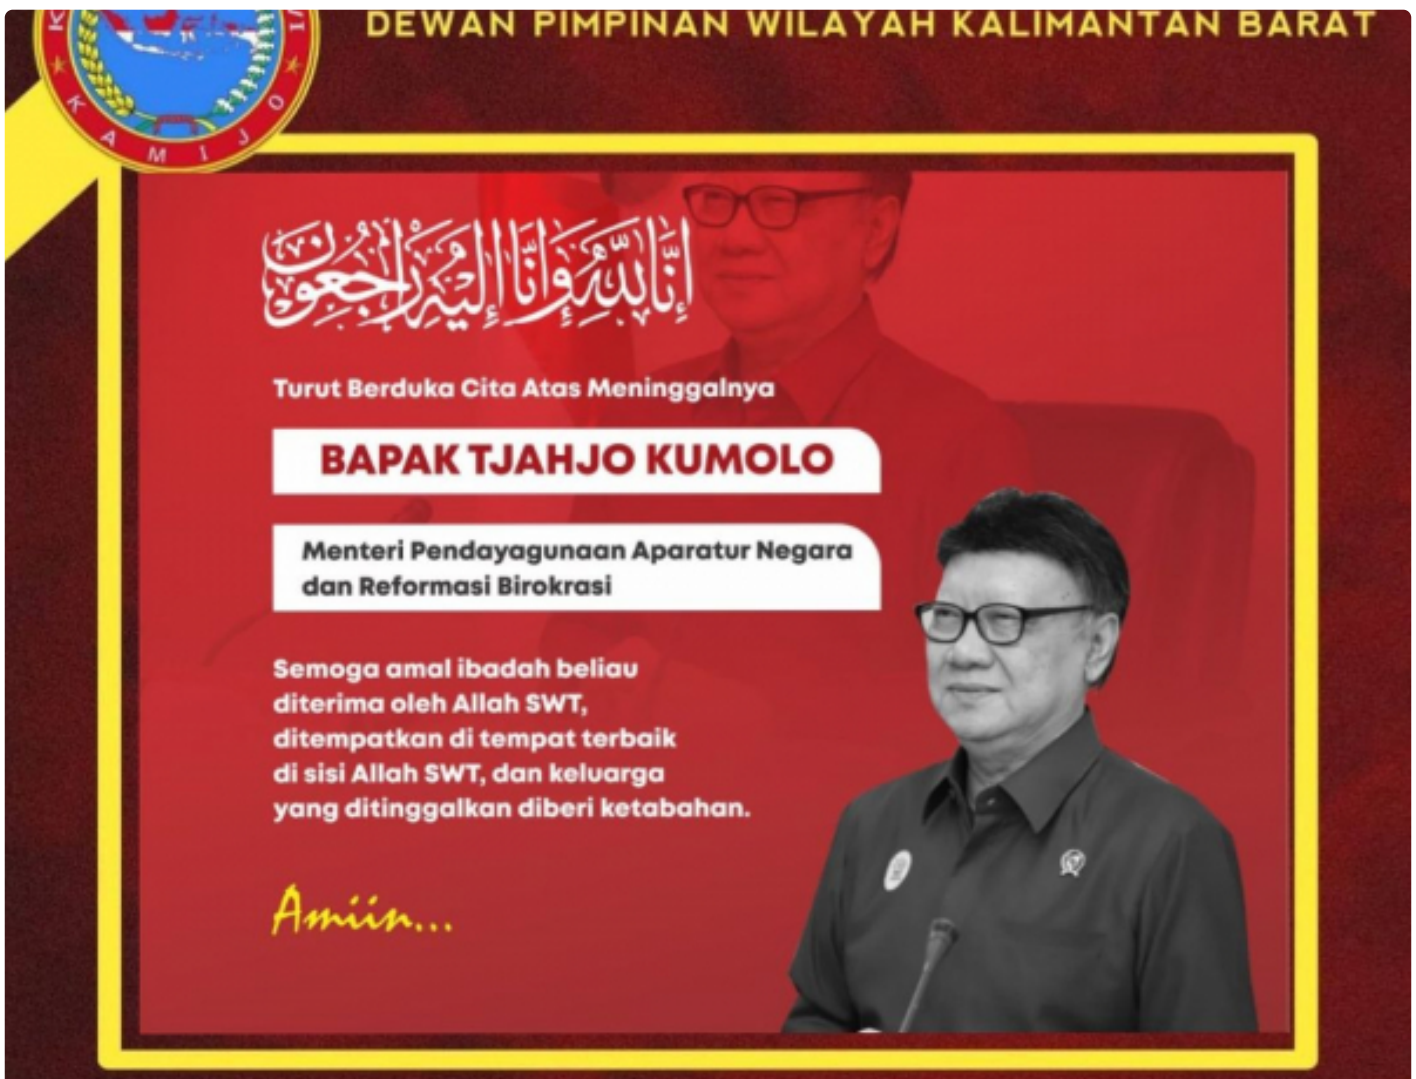 DEWAN PIMPINAN WILAYAH KALIMANTAN BARAT
KAMIJO
إِنَّا لِلَّهِ وَإِنَّا إِلَيْهِ رَاجِعُونَ
Turut Berduka Cita Atas Meninggalnya
BAPAK TJAHJO KUMOLO
Menteri Pendayagunaan Aparatur Negara
dan Reformasi Birokrasi
Semoga amal ibadah beliau
diterima oleh Allah SWT,
ditempatkan di tempat terbaik
di sisi Allah SWT, dan keluarga
yang ditinggalkan diberi ketabahan.
Amiin...